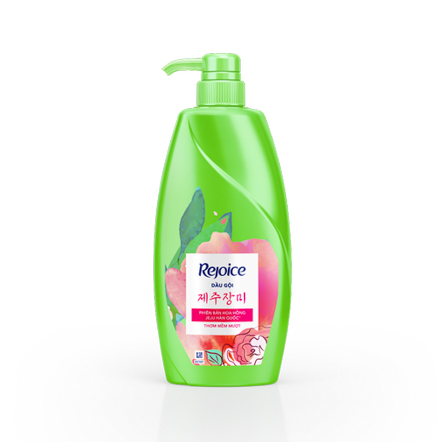 Rejoice
DẦU GỘI
제주장미
PHIÊN BẢN HOA HỒNG
JEJU HÀN QUỐC*
THƠM MỀM MƯỢT